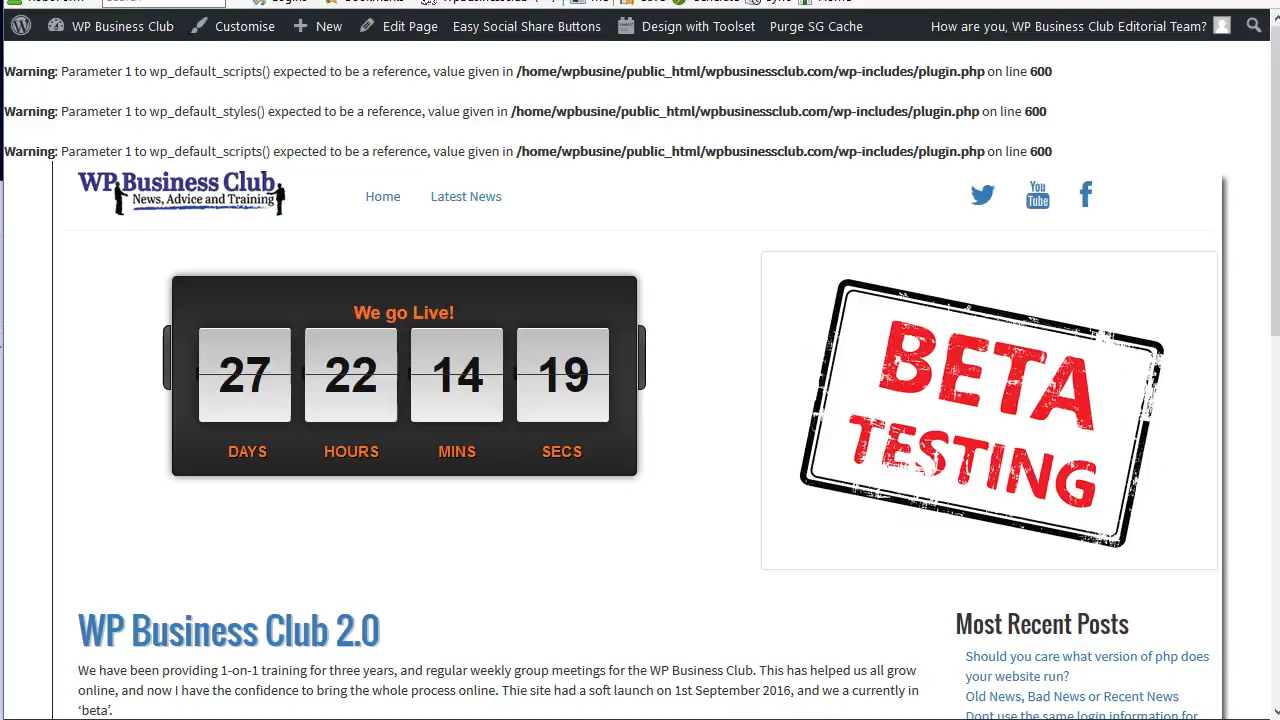 WP Business Club Customise New Edit Page Easy Social Share Buttons Design with Toolset Purge SG Cache How are you, WP Business Club Editorial Team?
Warning: Parameter 1 to wp_default_scripts() expected to be a reference, value given in /home/wpbusine/public_html/wpbusinessclub.com/wp-includes/plugin.php on line 600
Warning: Parameter 1 to wp_default_styles() expected to be a reference, value given in /home/wpbusine/public_html/wpbusinessclub.com/wp-includes/plugin.php on line 600
Warning: Parameter 1 to wp_default_scripts() expected to be a reference, value given in /home/wpbusine/public_html/wpbusinessclub.com/wp-includes/plugin.php on line 600
WP Business Club
News, Advice and Training
Home Latest News
You
Tube
We go Live!
27 22 14 19
DAYS HOURS MINS SECS
BETA
TESTING
WP Business Club 2.0
We have been providing 1-on-1 training for three years, and regular weekly group meetings for the WP Business Club. This has helped us all grow
online, and now I have the confidence to bring the whole process online. Thie site had a soft launch on 1st September 2016, and we a currently in
‘beta’.
Most Recent Posts
Should you care what version of php does
your website run?
Old News, Bad News or Recent News
Dont use the same login information for